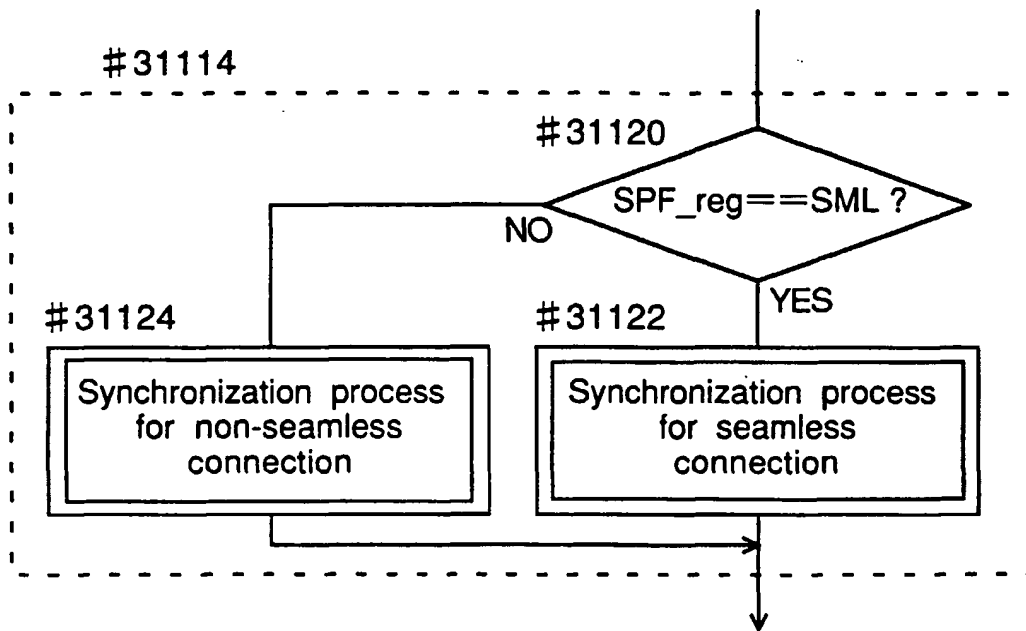 #31114
#31120
SPF_reg==SML ?
NO
YES
#31124
#31122
Synchronization process
for non-seamless
connection
Synchronization process
for seamless
connection